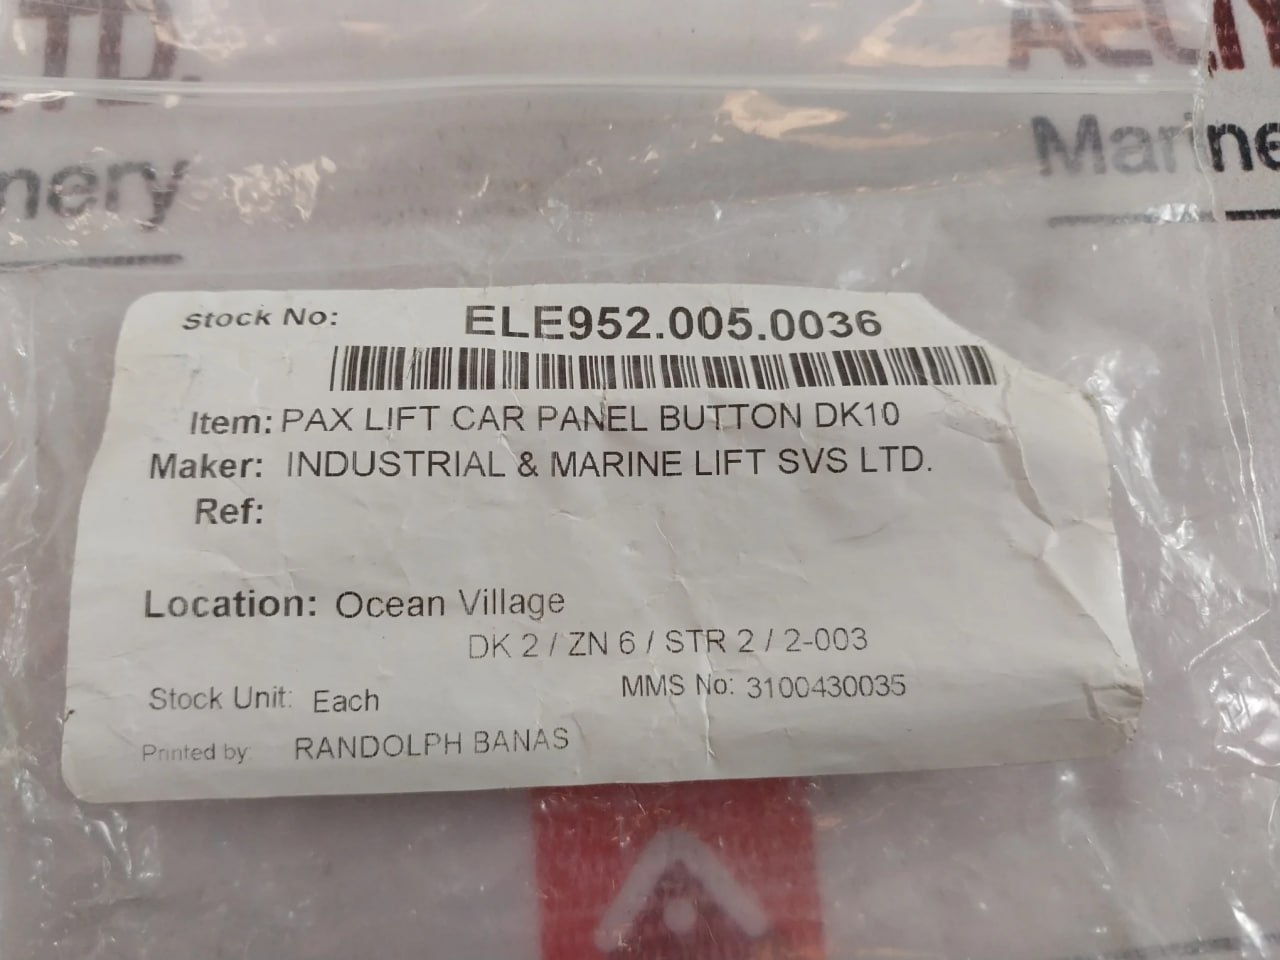 LTD.
Marine
Stock No: ELE952.005.0036
Item: PAX LIFT CAR PANEL BUTTON DK10
Maker: INDUSTRIAL & MARINE LIFT SVS LTD.
Ref:
Location: Ocean Village
DK 2 / ZN 6 / STR 2 / 2-003
Stock Unit: Each MMS No: 3100430035
Printed by RANDOLPH BANAS